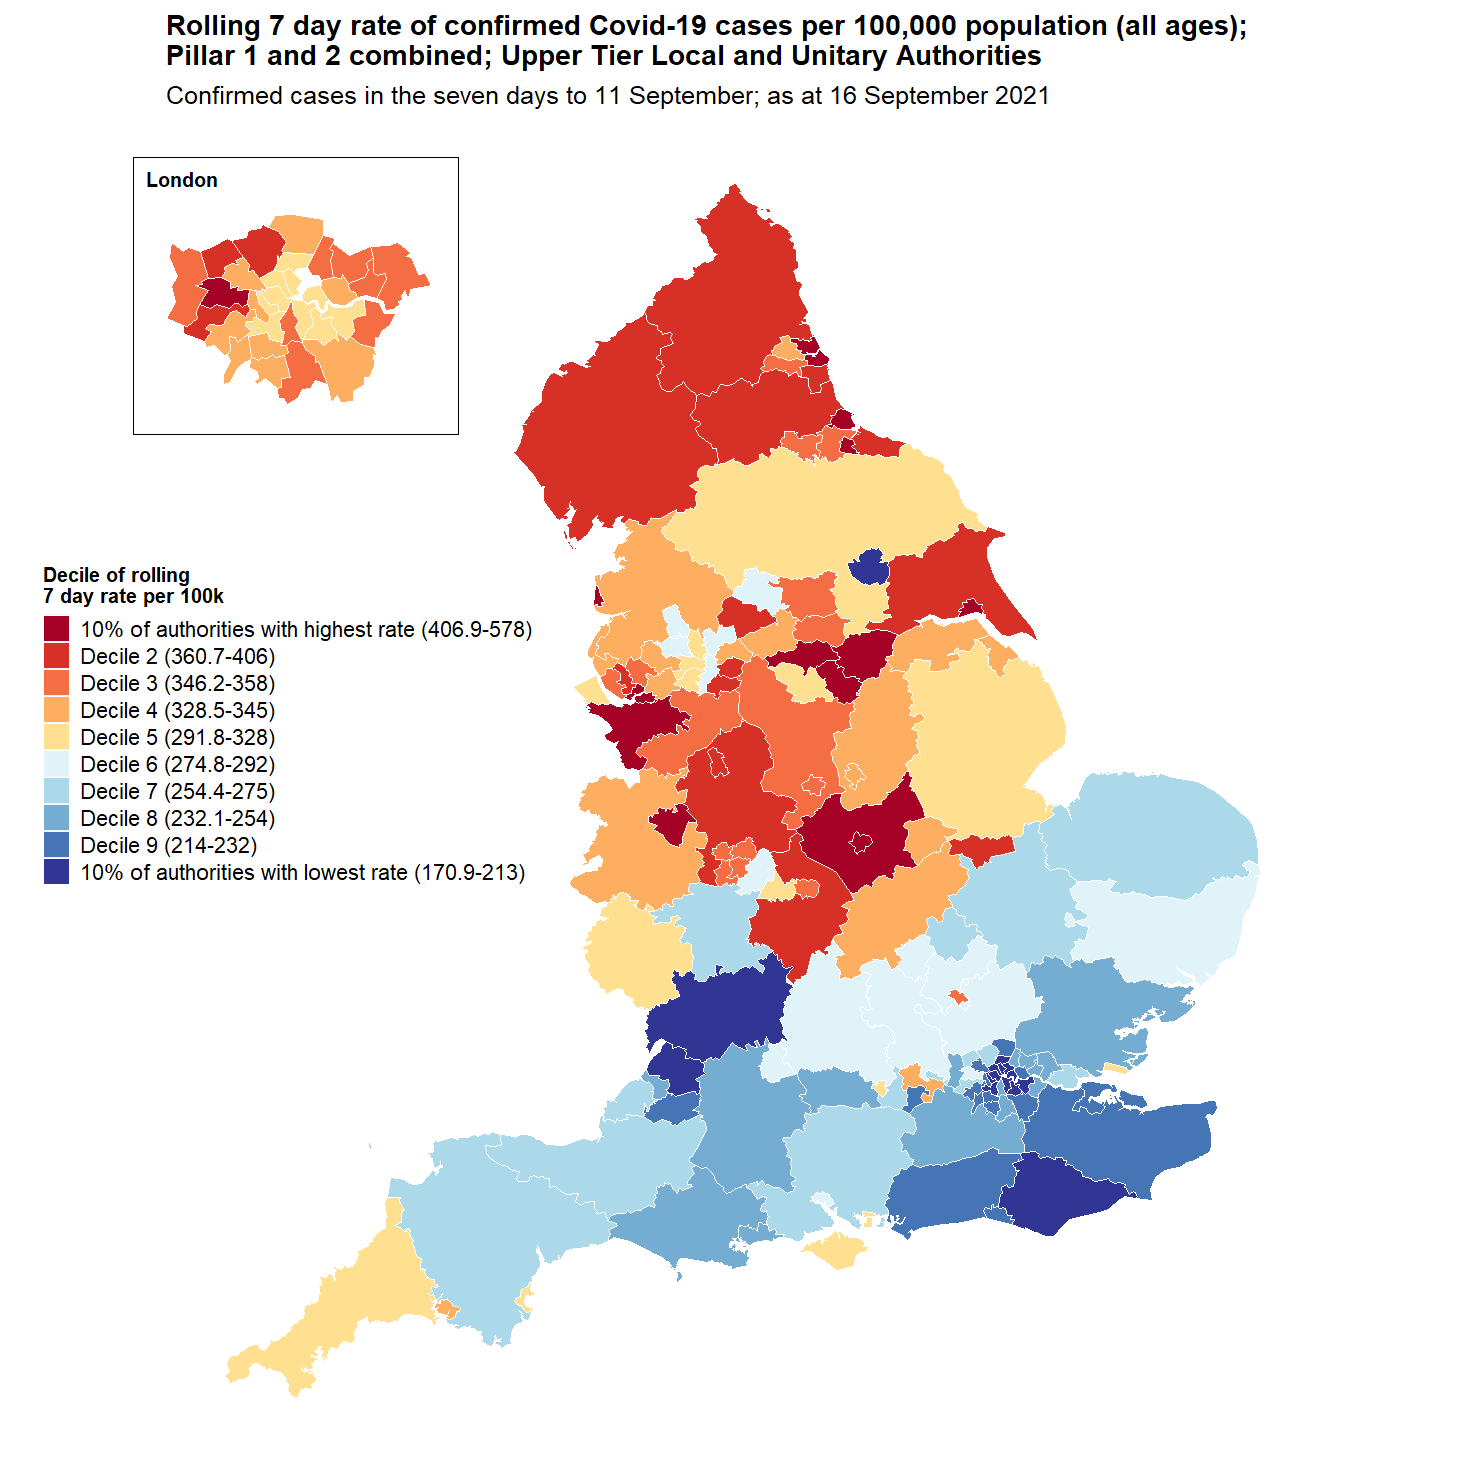 Rolling 7 day rate of confirmed Covid-19 cases per 100,000 population (all ages);
Pillar 1 and 2 combined; Upper Tier Local and Unitary Authorities
Confirmed cases in the seven days to 11 September; as at 16 September 2021
London
Decile of rolling
7 day rate per 100k
10% of authorities with highest rate (406.9-578)
Decile 2 (360.7-406)
Decile 3 (346.2-358)
Decile 4 (328.5-345)
Decile 5 (291.8-328)
Decile 6 (274.8-292)
Decile 7 (254.4-275)
Decile 8 (232.1-254)
Decile 9 (214-232)
10% of authorities with lowest rate (170.9-213)